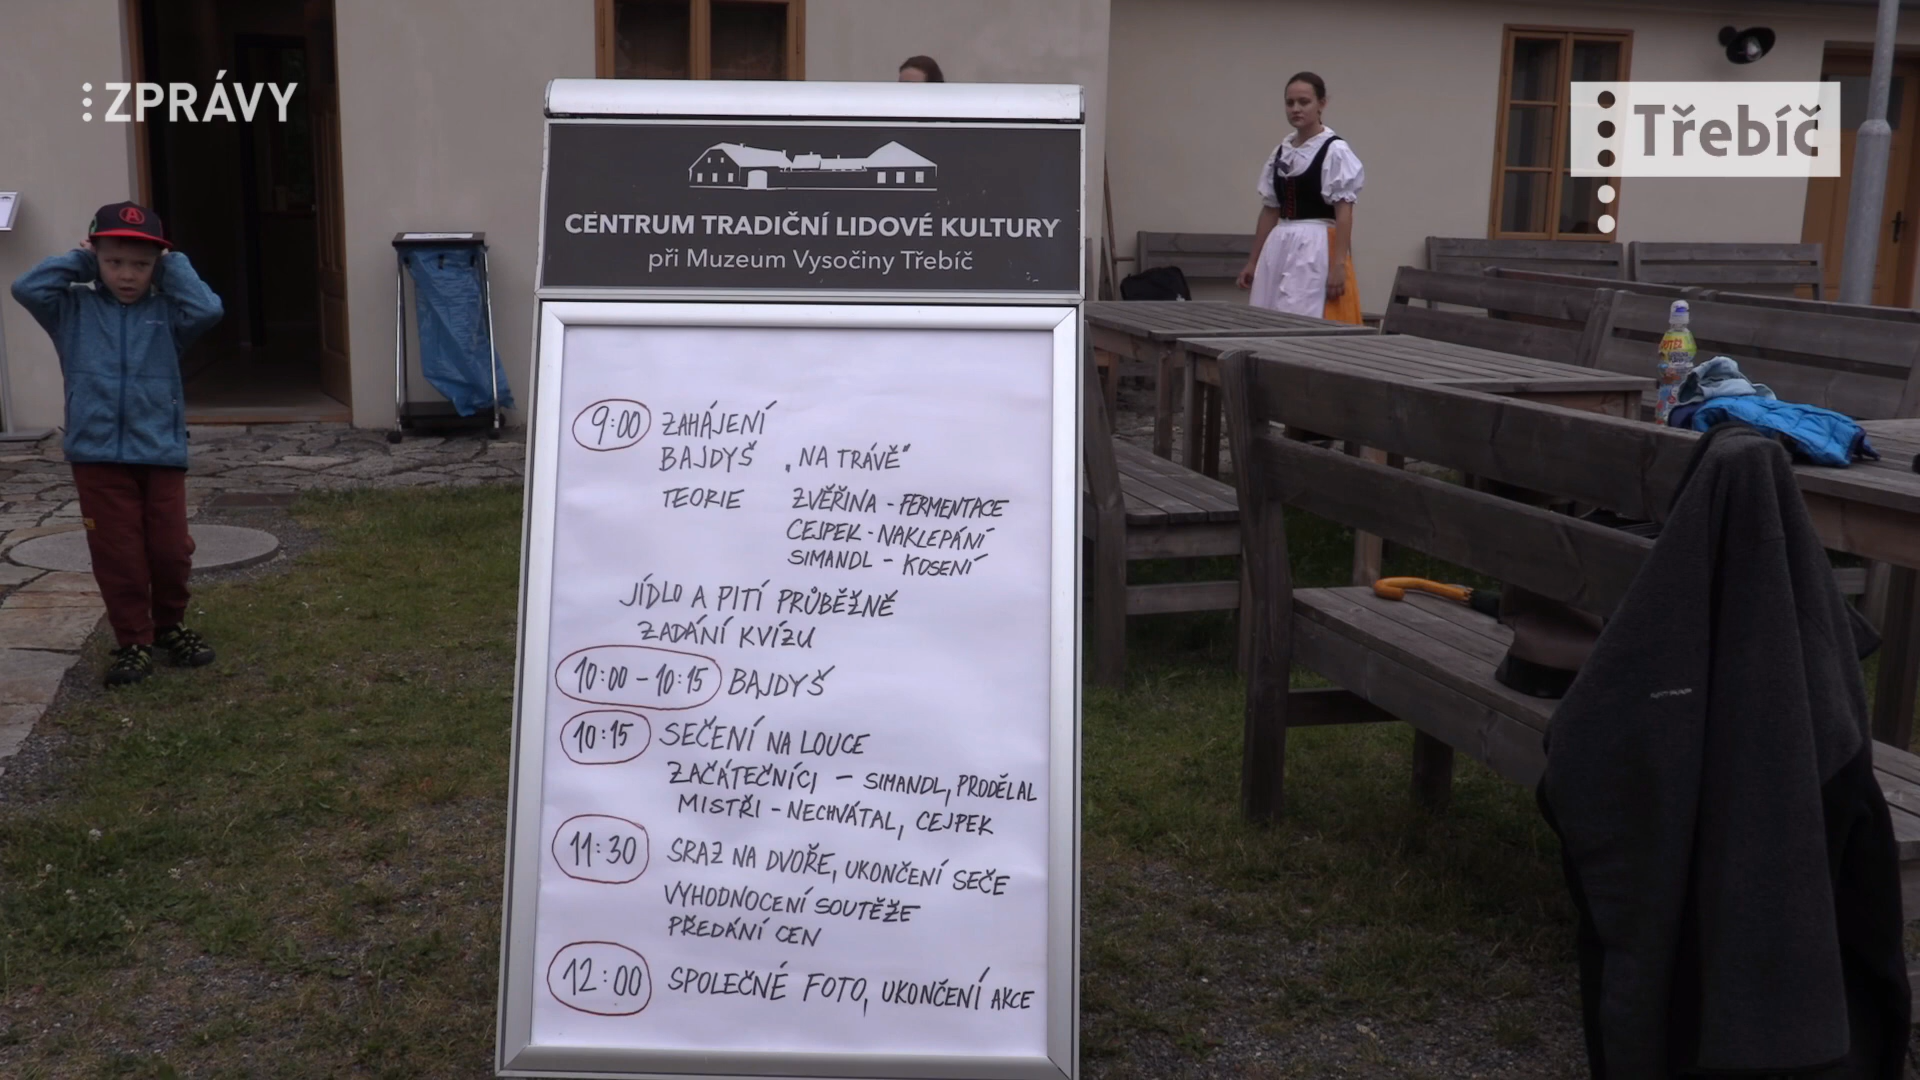 ZPRÁVY
Třebíč
CENTRUM TRADIČNÍ LIDOVÉ KULTURY
při Muzeum Vysočiny Třebíč
9:00 ZAHÁJENÍ
BAJDYŠ „NA TRÁVĚ"
TEORIE ZVĚŘINA - FERMENTACE
CEJPEK - NAKLEPÁNÍ
SIMANDL - KOSENÍ
JÍDLO A PITÍ PRŮBĚŽNĚ
ZADÁNÍ KVÍZU
10:00 - 10:15 BAJDYŠ
10:15 SEČENÍ NA LOUCE
ZAČÁTEČNÍCI - SIMANDL, PRODĚLAL
MISTŘI - NECHVÁTAL, CEJPEK
11:30 SRAZ NA DVOŘE, UKONČENÍ SEČE
VYHODNOCENÍ SOUTĚŽE
PŘEDÁNÍ CEN
12:00 SPOLEČNÉ FOTO, UKONČENÍ AKCE